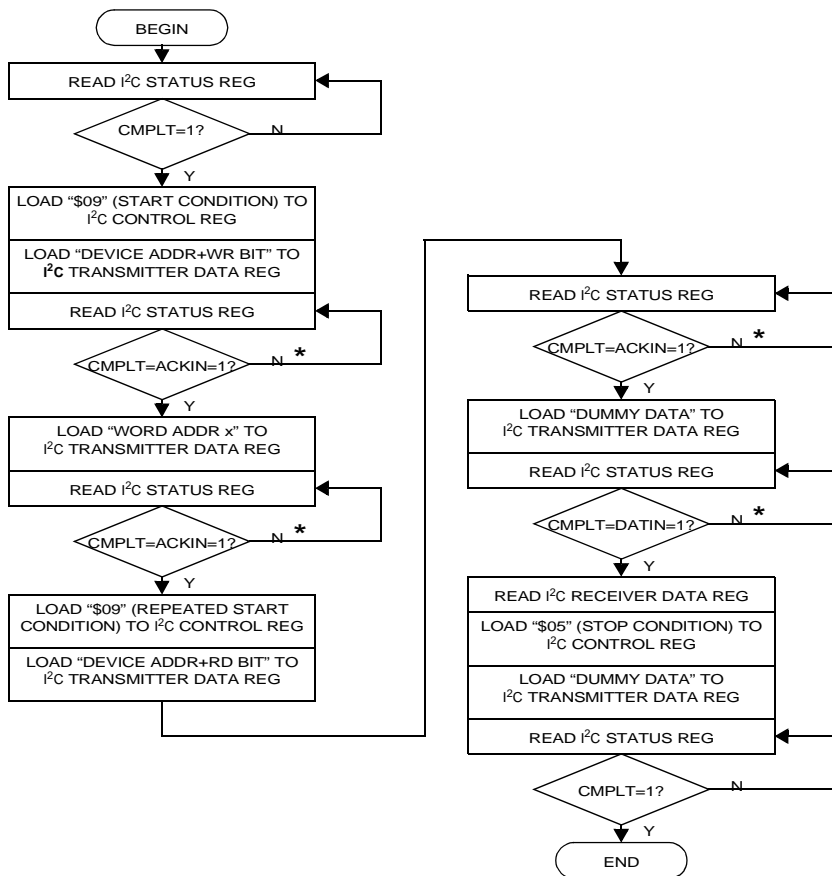 BEGIN
READ I²C STATUS REG
CMPLT=1?
N
Y
LOAD “$09” (START CONDITION) TO
I²C CONTROL REG
LOAD “DEVICE ADDR+WR BIT” TO
I²C TRANSMITTER DATA REG
READ I²C STATUS REG
CMPLT=ACKIN=1?
N *
Y
LOAD “WORD ADDR x” TO
I²C TRANSMITTER DATA REG
READ I²C STATUS REG
CMPLT=ACKIN=1?
N *
Y
LOAD “$09” (REPEATED START
CONDITION) TO I²C CONTROL REG
LOAD “DEVICE ADDR+RD BIT” TO
I²C TRANSMITTER DATA REG
READ I²C STATUS REG
CMPLT=ACKIN=1?
N *
Y
LOAD “DUMMY DATA” TO
I²C TRANSMITTER DATA REG
READ I²C STATUS REG
CMPLT=DATIN=1?
N *
Y
READ I²C RECEIVER DATA REG
LOAD “$05” (STOP CONDITION) TO
I²C CONTROL REG
LOAD “DUMMY DATA” TO
I²C TRANSMITTER DATA REG
READ I²C STATUS REG
CMPLT=1?
N
Y
END